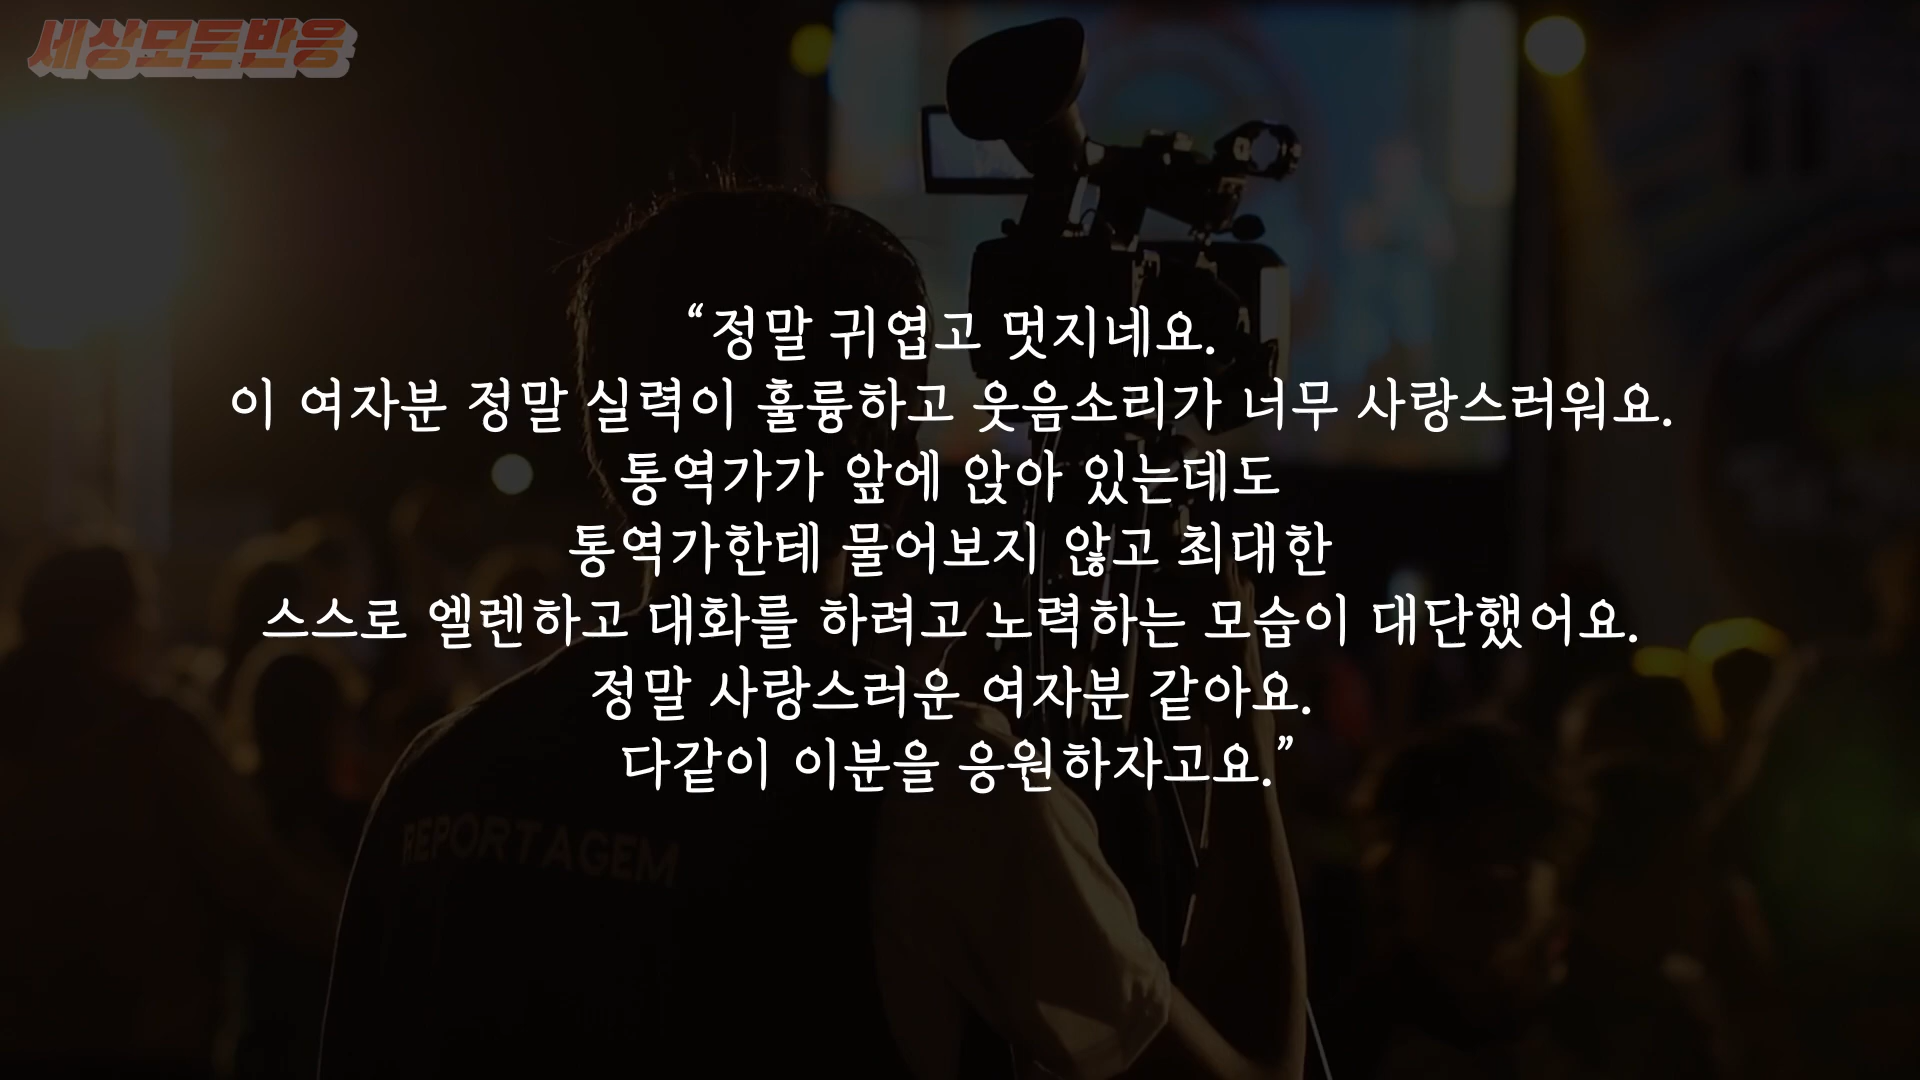 세상모든반응
“정말 귀엽고 멋지네요.
이 여자분 정말 실력이 훌륭하고 웃음소리가 너무 사랑스러워요.
통역가가 앞에 앉아 있는데도
통역가한테 물어보지 않고 최대한
스스로 엘렌하고 대화를 하려고 노력하는 모습이 대단했어요.
정말 사랑스러운 여자분 같아요.
다같이 이분을 응원하자고요.”
REPORTAGEM